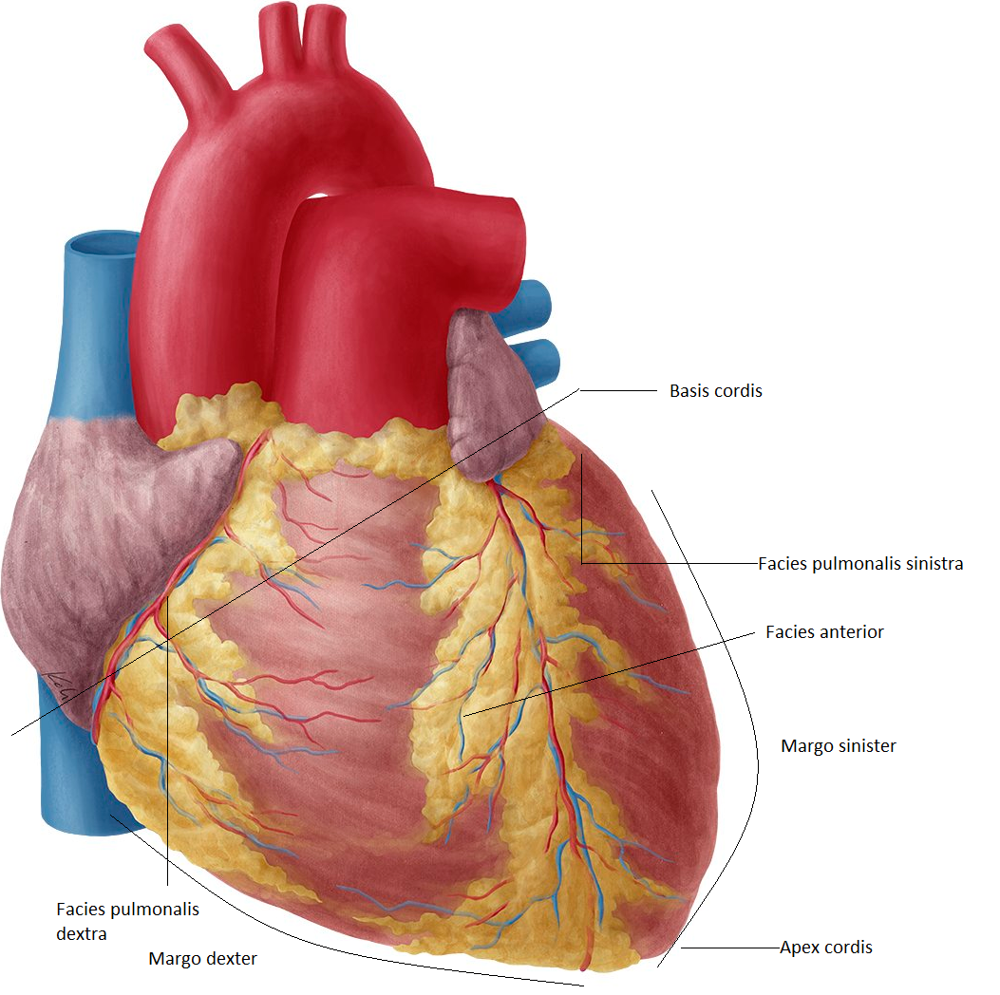 Basis cordis
Facies pulmonalis sinistra
Facies anterior
Margo sinister
Facies pulmonalis
dextra
Apex cordis
Margo dexter